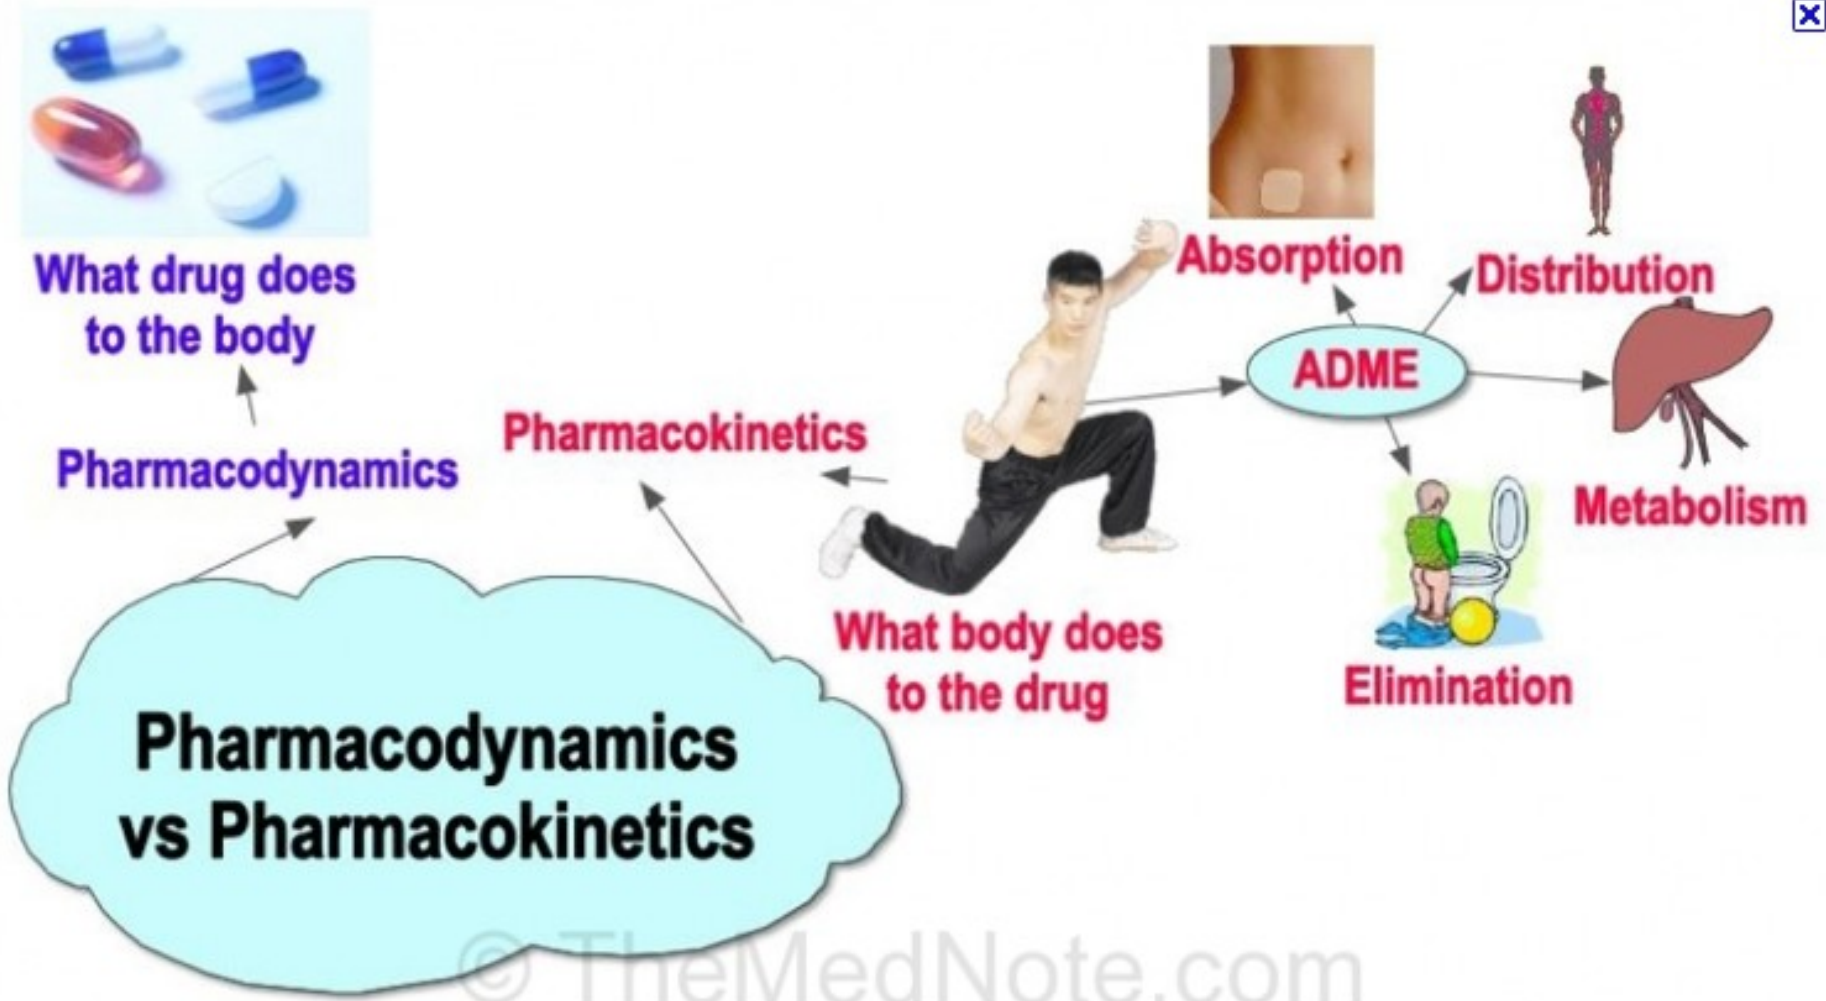 What drug does
to the body
Pharmacodynamics
Pharmacokinetics
What body does
to the drug
Absorption
Distribution
ADME
Metabolism
Elimination
Pharmacodynamics
vs Pharmacokinetics
© TheMedNote.com